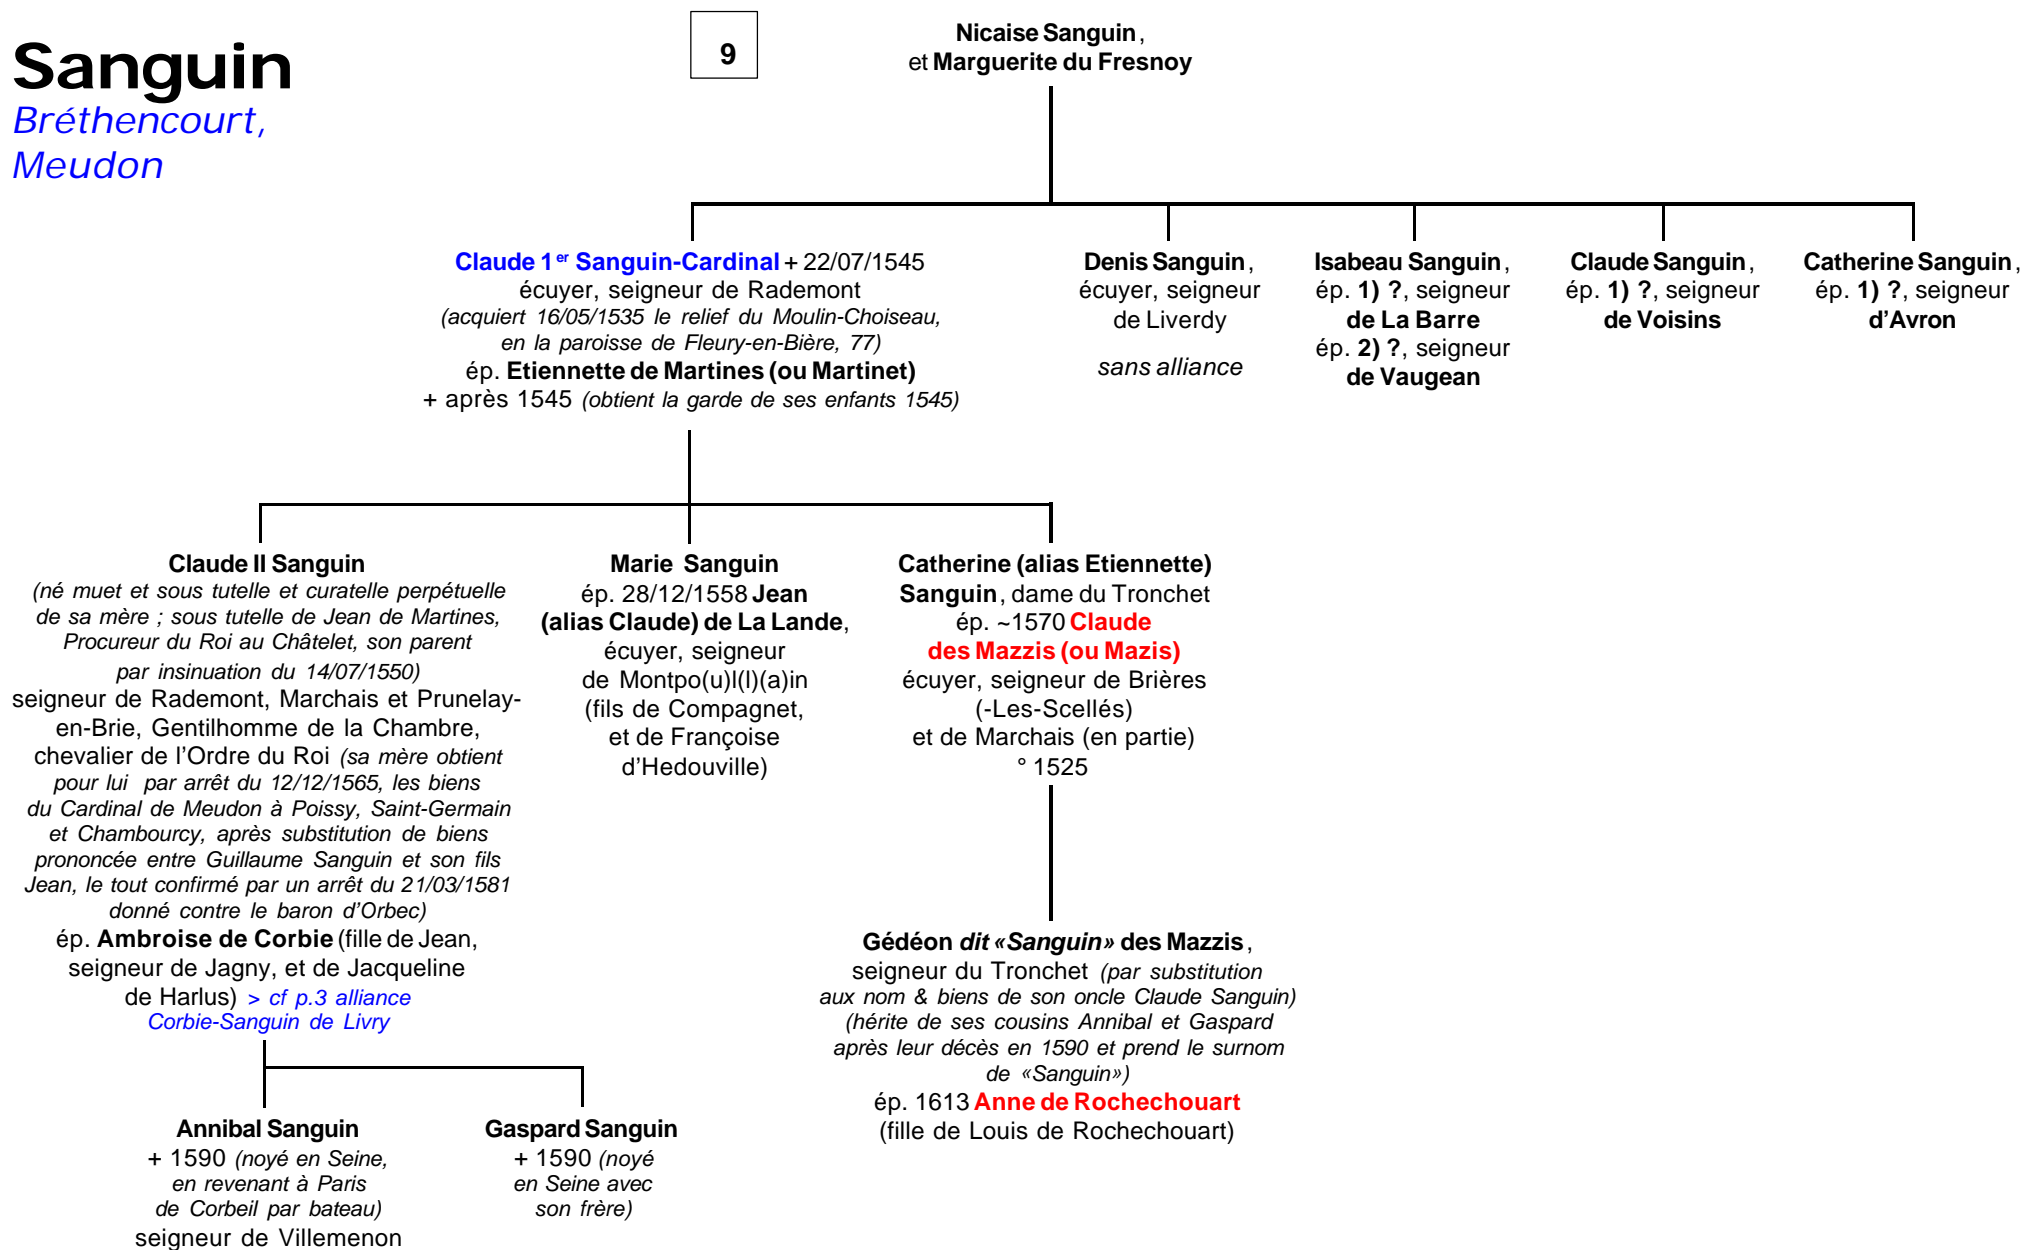 Sanguin
Bréthencourt,
Meudon
9
Nicaise Sanguin,
et Marguerite du Fresnoy
Claude 1er Sanguin-Cardinal + 22/07/1545
écuyer, seigneur de Rademont
(acquiert 16/05/1535 le relief du Moulin-Choiseau,
en la paroisse de Fleury-en-Bière, 77)
ép. Etiennette de Martines (ou Martinet)
+ après 1545 (obtient la garde de ses enfants 1545)
Denis Sanguin,
écuyer, seigneur
de Liverdy
sans alliance
Isabeau Sanguin,
ép. 1) ?, seigneur
de La Barre
ép. 2) ?, seigneur
de Vaugean
Claude Sanguin,
ép. 1) ?, seigneur
de Voisins
Catherine Sanguin,
ép. 1) ?, seigneur
d'Avron
Claude II Sanguin
(né muet et sous tutelle et curatelle perpétuelle
de sa mère ; sous tutelle de Jean de Martines,
Procureur du Roi au Châtelet, son parent
par insinuation du 14/07/1550)
seigneur de Rademont, Marchais et Prunelay-
en-Brie, Gentilhomme de la Chambre,
chevalier de l'Ordre du Roi (sa mère obtient
pour lui par arrêt du 12/12/1565, les biens
du Cardinal de Meudon à Poissy, Saint-Germain
et Chambourcy, après substitution de biens
prononcée entre Guillaume Sanguin et son fils
Jean, le tout confirmé par un arrêt du 21/03/1581
donné contre le baron d'Orbec)
ép. Ambroise de Corbie (fille de Jean,
seigneur de Jagny, et de Jacqueline
de Harlus) > cf p.3 alliance
Corbie-Sanguin de Livry
Marie Sanguin
ép. 28/12/1558 Jean
(alias Claude) de La Lande,
écuyer, seigneur
de Montpo(u)l(l)(a)in
(fils de Compagnet,
et de Françoise
d'Hedouville)
Catherine (alias Etiennette)
Sanguin, dame du Tronchet
ép. ~1570 Claude
des Mazzis (ou Mazis)
écuyer, seigneur de Brières
(-Les-Scellés)
et de Marchais (en partie)
° 1525
Gédéon dit «Sanguin» des Mazzis,
seigneur du Tronchet (par substitution
aux nom & biens de son oncle Claude Sanguin)
(hérite de ses cousins Annibal et Gaspard
après leur décès en 1590 et prend le surnom
de «Sanguin»)
ép. 1613 Anne de Rochechouart
(fille de Louis de Rochechouart)
Annibal Sanguin
+ 1590 (noyé en Seine,
en revenant à Paris
de Corbeil par bateau)
seigneur de Villemenon
Gaspard Sanguin
+ 1590 (noyé
en Seine avec
son frère)